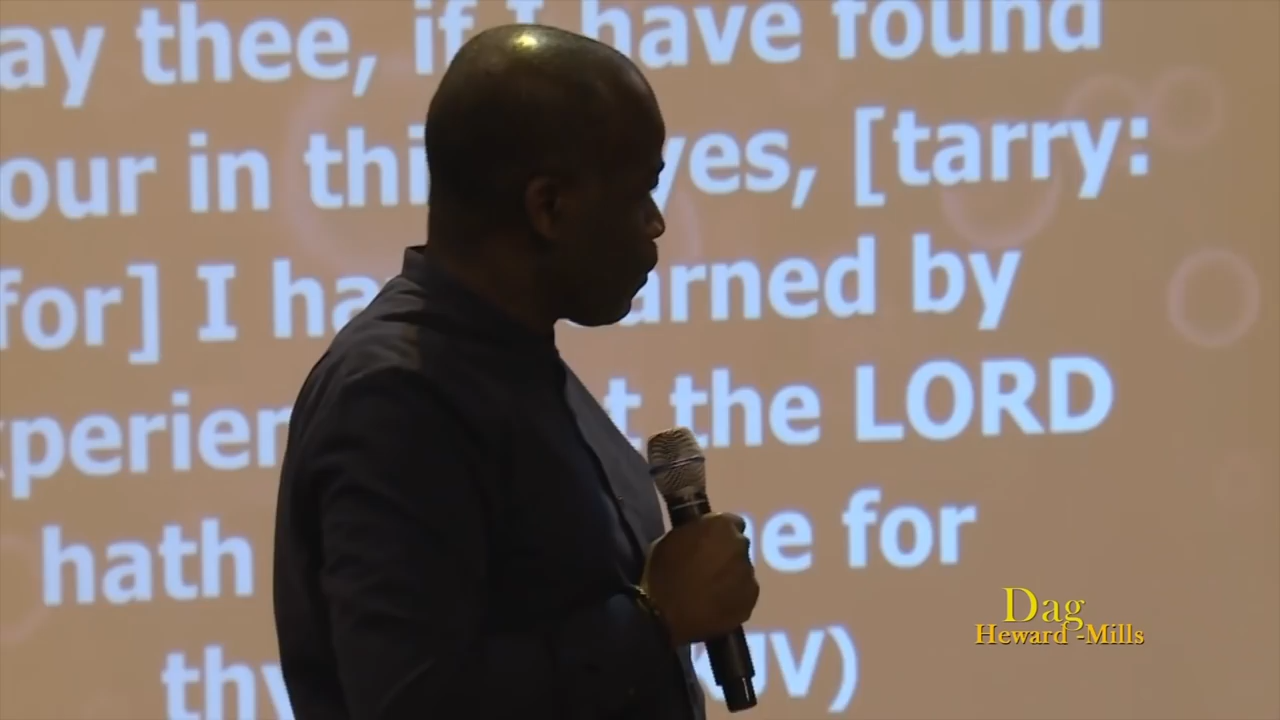 ay thee, if I have found
our in thi yes, [tarry:
for] I ha arned by
xperien t the LORD
hath e for
thy JV)
Dag
Heward-Mills